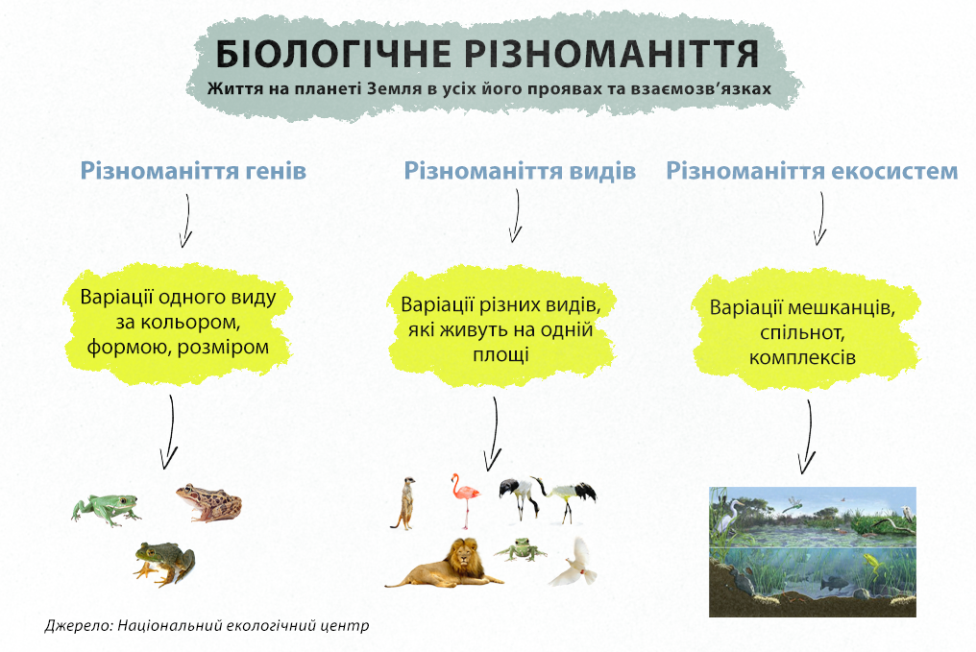 БІОЛОГІЧНЕ РІЗНОМАНІТТЯ
Життя на планеті Земля в усіх його проявах та взаємозв’язках
Різноманіття генів
Різноманіття видів
Різноманіття екосистем
Варіації одного виду
за кольором,
формою, розміром
Варіації різних видів,
які живуть на одній
площі
Варіації мешканців,
спільнот,
комплексів
Джерело: Національний екологічний центр